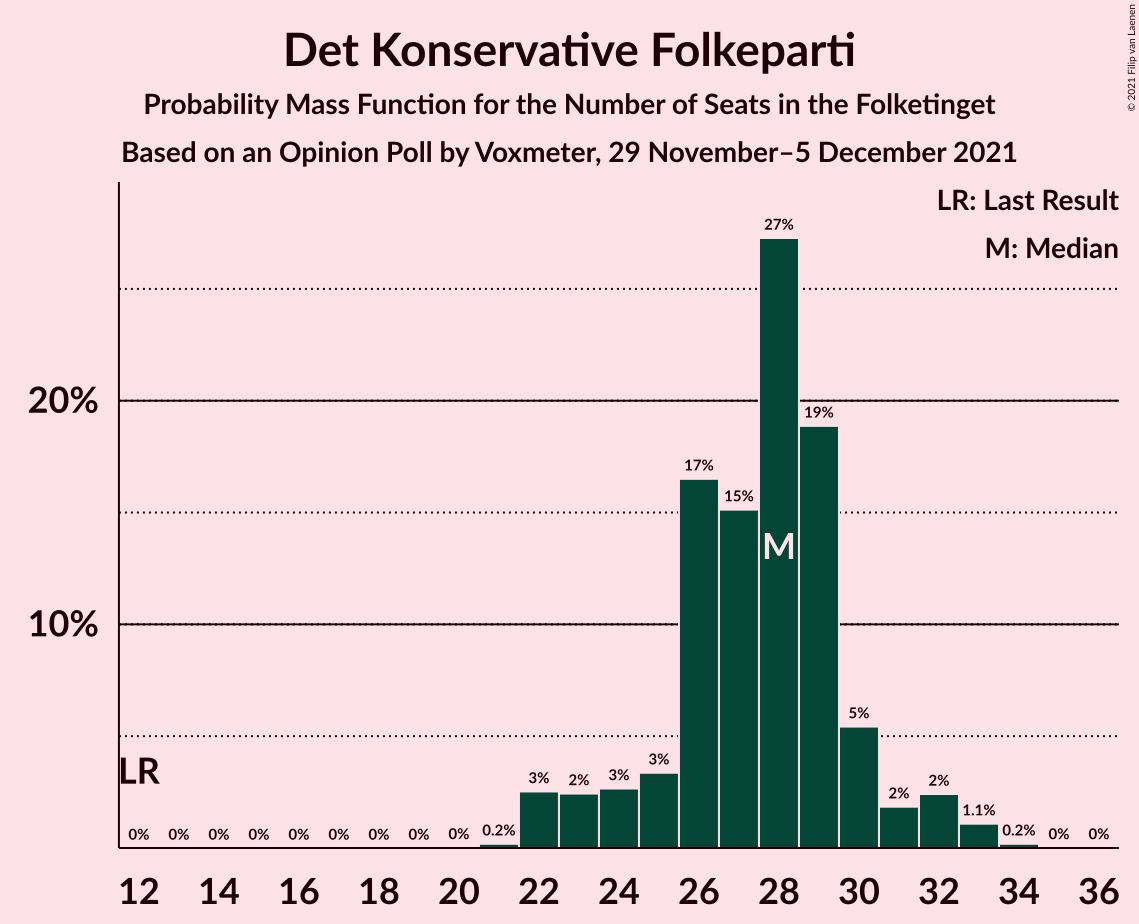 Det Konservative Folkeparti
Probability Mass Function for the Number of Seats in the Folketinget
Based on an Opinion Poll by Voxmeter, 29 November–5 December 2021
© 2021 Filip van Laenen
LR: Last Result
M: Median
27%
20%
19%
17%
15%
M
10%
5%
LR
3%
3%
2%
3%
2%
2%
1.1%
0% 0% 0% 0% 0% 0% 0% 0% 0% 0.2% 0.2% 0% 0%
12 14 16 18 20 22 24 26 28 30 32 34 36